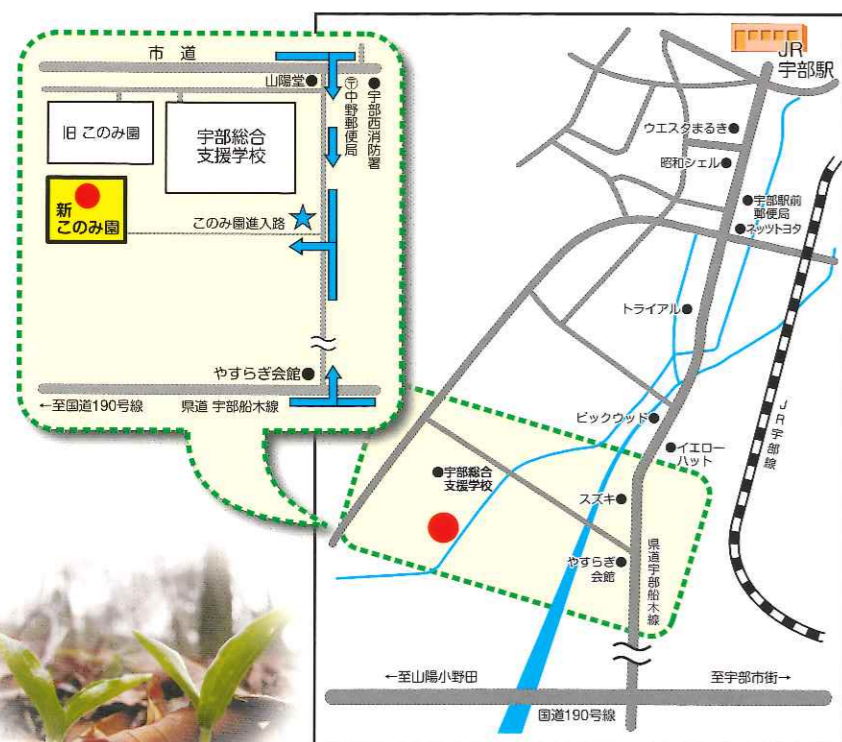 市 道
山陽堂
〒中野郵便局
宇部西消防署
旧 このみ園
宇部総合
支援学校
新
このみ園
このみ園進入路
やすらぎ会館
←至国道190号線
県道 宇部船木線
JR
宇部駅
ウエスタまるき
昭和シェル
宇部駅前
郵便局
ネッツトヨタ
トライアル
ビックウッド
イエロー
ハット
JR宇部線
宇部総合
支援学校
スズキ
やすらぎ
会館
県道宇部船木線
←至山陽小野田
至宇部市街→
国道190号線